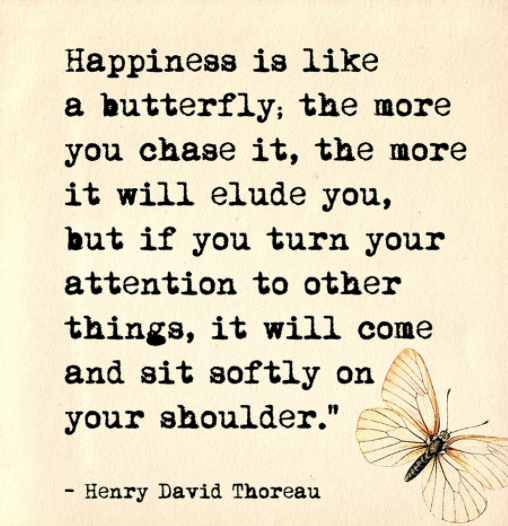 Happiness is like
a butterfly; the more
you chase it, the more
it will elude you,
but if you turn your
attention to other
things, it will come
and sit softly on
your shoulder."
- Henry David Thoreau